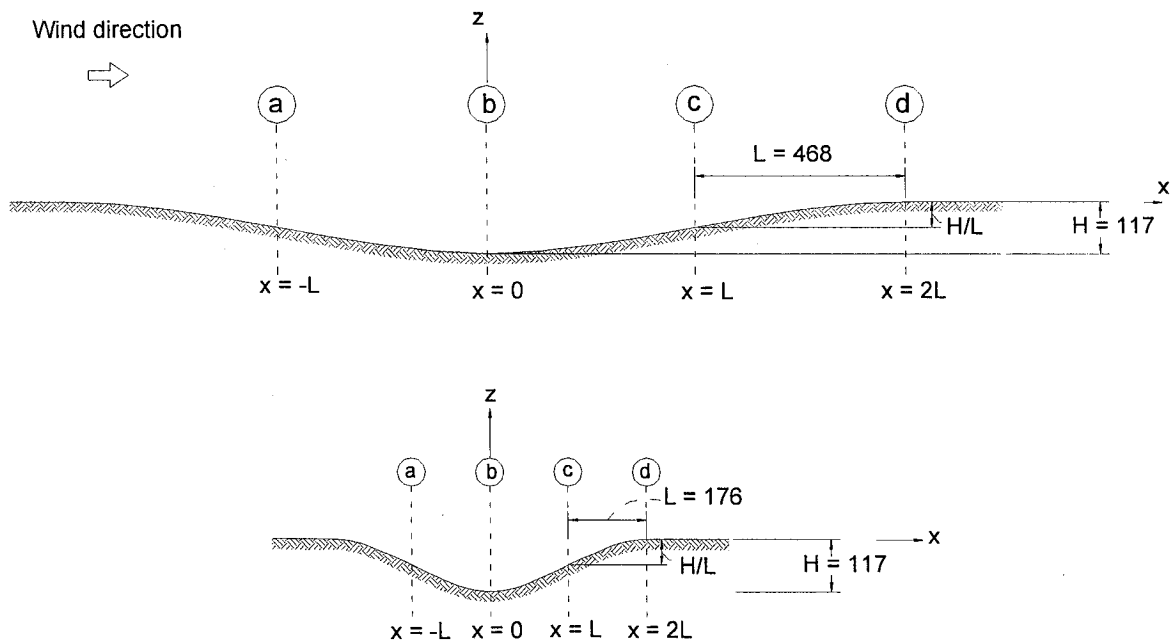 Wind direction
z
a
b
c
d
L = 468
x
H/L
H = 117
x = -L
x = 0
x = L
x = 2L
z
a
b
c
d
L = 176
x
H/L
H = 117
x = -L
x = 0
x = L
x = 2L